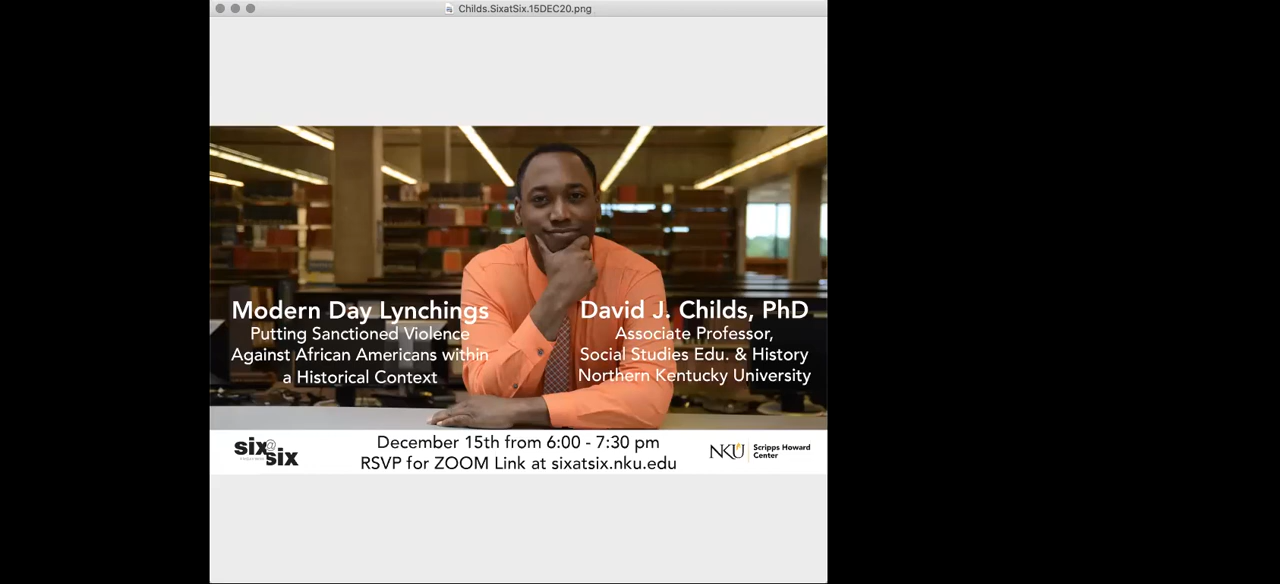 Childs.SixatSix.15DEC20.png
Modern Day Lynchings
Putting Sanctioned Violence
Against African Americans within
a Historical Context
David J. Childs, PhD
Associate Professor,
Social Studies Edu. & History
Northern Kentucky University
six@
six
December 15th from 6:00 - 7:30 pm
RSVP for ZOOM Link at sixatsix.nku.edu
NKU
Scripps Howard
Center